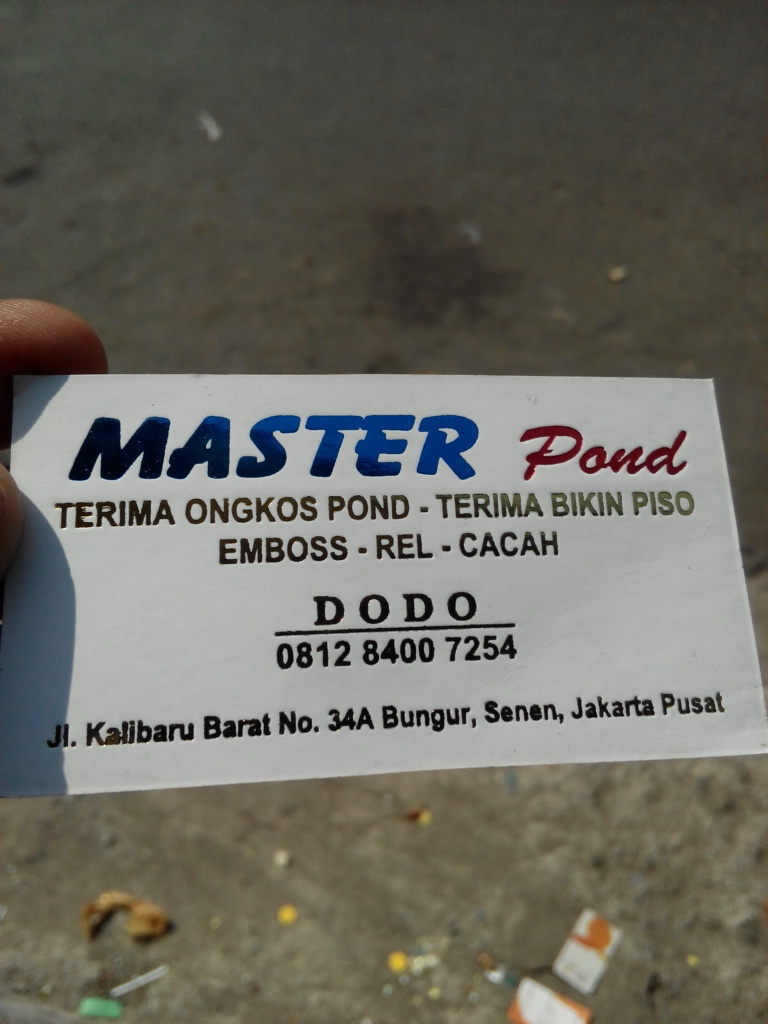 MASTER Pond
TERIMA ONGKOS POND - TERIMA BIKIN PISO
EMBOSS - REL - CACAH
DODO
0812 8400 7254
Jl. Kalibaru Barat No. 34A Bungur, Senen, Jakarta Pusat